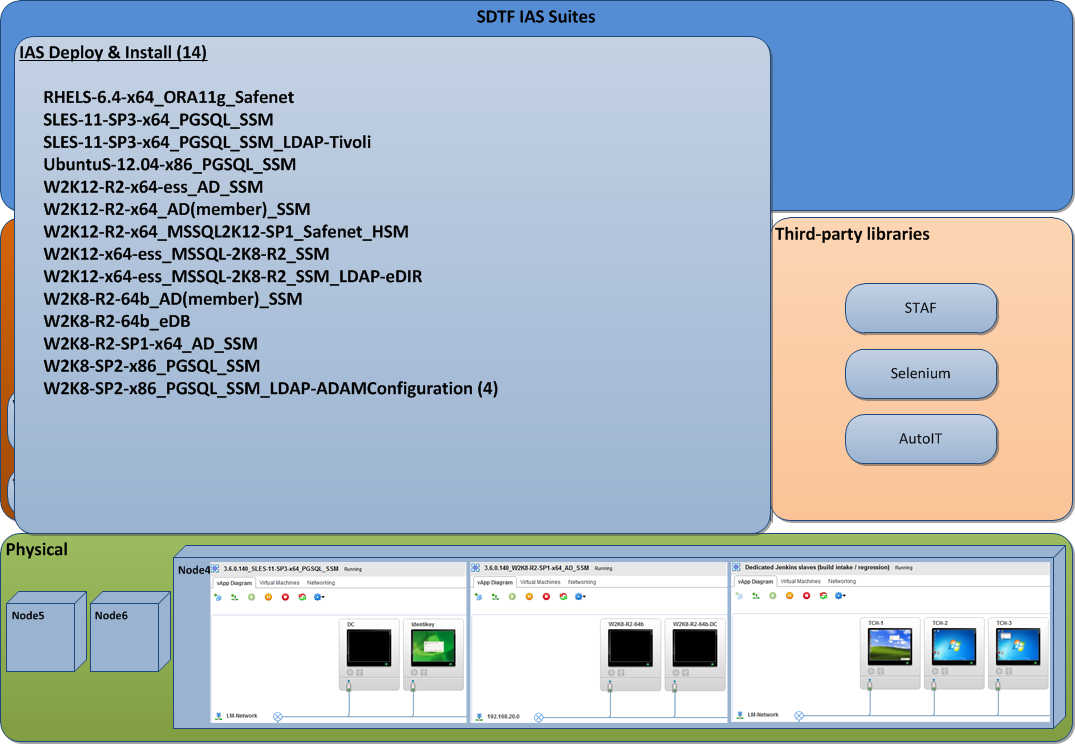 SDTF IAS Suites
IAS Deploy & Install (14)
RHELS-6.4-x64_ORA11g_Safenet
SLES-11-SP3-x64_PGSQL_SSM
SLES-11-SP3-x64_PGSQL_SSM_LDAP-Tivoli
UbuntuS-12.04-x86_PGSQL_SSM
W2K12-R2-x64-ess_AD_SSM
W2K12-R2-x64_AD(member)_SSM
W2K12-R2-x64_MSSQL2K12-SP1_Safenet_HSM
W2K12-x64-ess_MSSQL-2K8-R2_SSM
W2K12-x64-ess_MSSQL-2K8-R2_SSM_LDAP-eDIR
W2K8-R2-64b_AD(member)_SSM
W2K8-R2-64b_eDB
W2K8-R2-SP1-x64_AD_SSM
W2K8-SP2-x86_PGSQL_SSM
W2K8-SP2-x86_PGSQL_SSM_LDAP-ADAMConfiguration (4)
Third-party libraries
STAF
Selenium
AutoIT
Physical
Node5
Node6
Node4
3.6.0.140_SLES-11-SP3-x64_PGSQL_SSM Running
vApp Diagram Virtual Machines Networking
DC
Identikey
LM-Network
3.6.0.140_W2K8-R2-SP1-x64_AD_SSM Running
vApp Diagram Virtual Machines Networking
W2K8-R2-64b
W2K8-R2-64b-DC
192.168.20.0
Dedicated Jenkins slaves (build intake / regression) Running
vApp Diagram Virtual Machines Networking
TCH-1
TCH-2
TCH-3
LM-Network